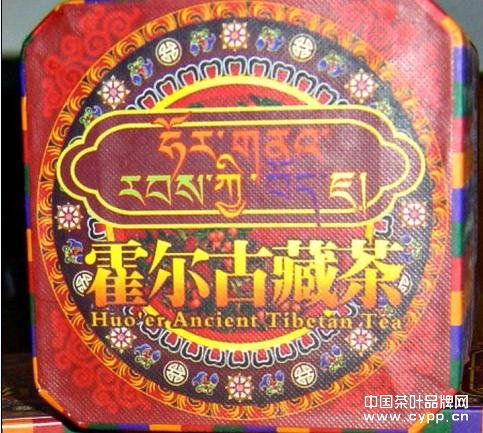 ཧོར་གནའ་
རབས་ཀྱི་བོད་ཇ།
霍尔古藏茶
Huo'er Ancient Tibetan Tea
中国茶叶品牌网
www.cypp.cn